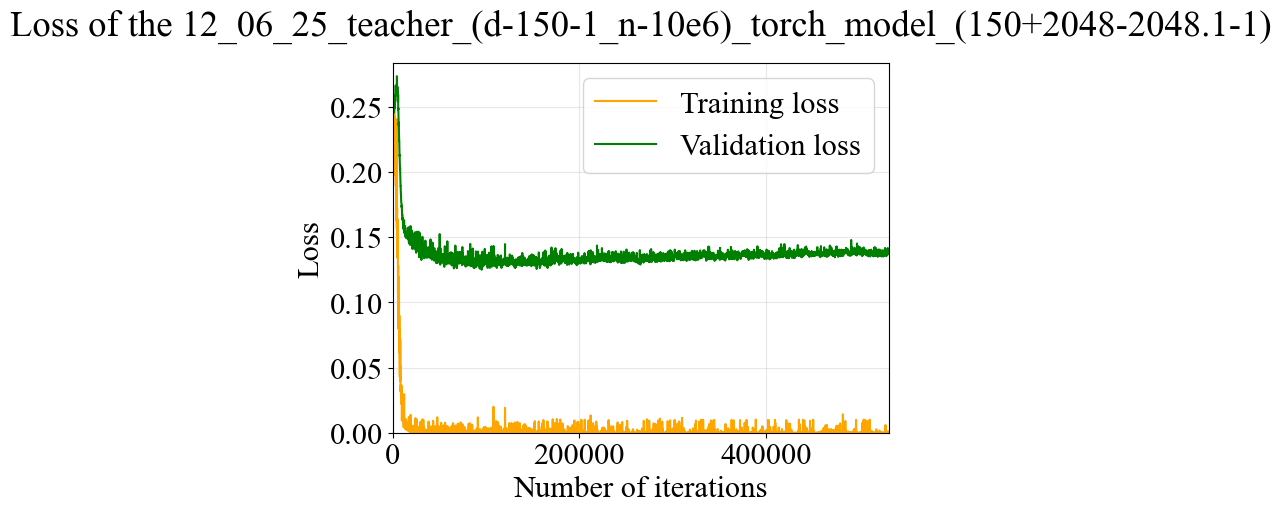 Loss of the 12_06_25_teacher_(d-150-1_n-10e6)_torch_model_(150+2048-2048.1-1)
Training loss
Validation loss
Loss
0.25
0.20
0.15
0.10
0.05
0.00
0 200000 400000
Number of iterations